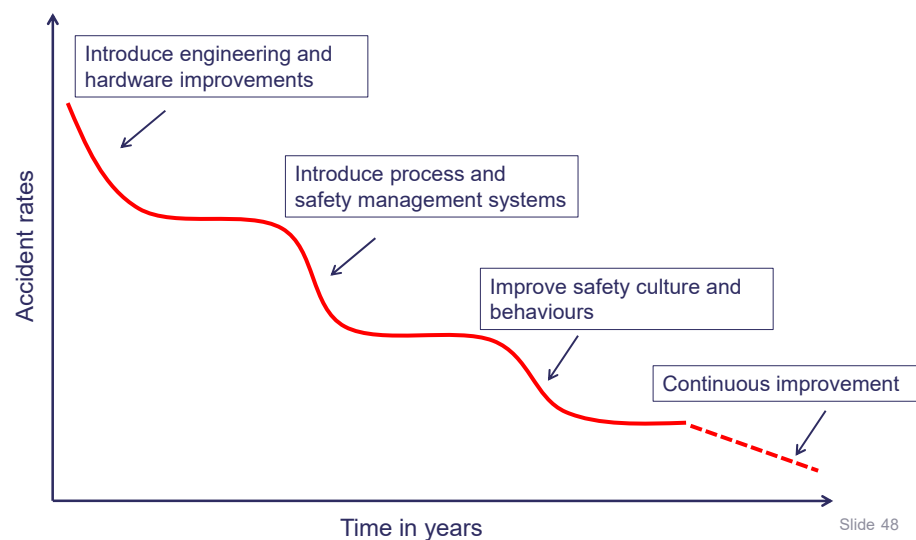 Introduce engineering and
hardware improvements
Introduce process and
safety management systems
Improve safety culture and
behaviours
Continuous improvement
Accident rates
Time in years
Slide 48